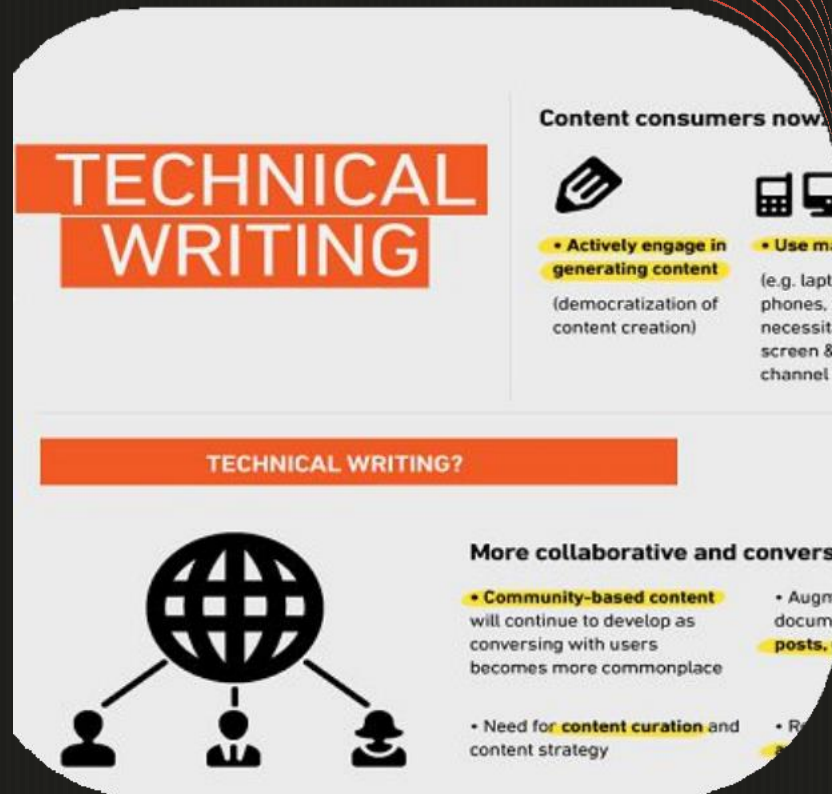 TECHNICAL
WRITING
Content consumers now
• Actively engage in
generating content
(democratization of
content creation)
• Use
(e.g.
phones,
screen &
channel
TECHNICAL WRITING?
More collaborative and
• Community-based content
will continue to develop as
conversing with users
becomes more commonplace
•
posts,
• Need for content curation and
content strategy
•